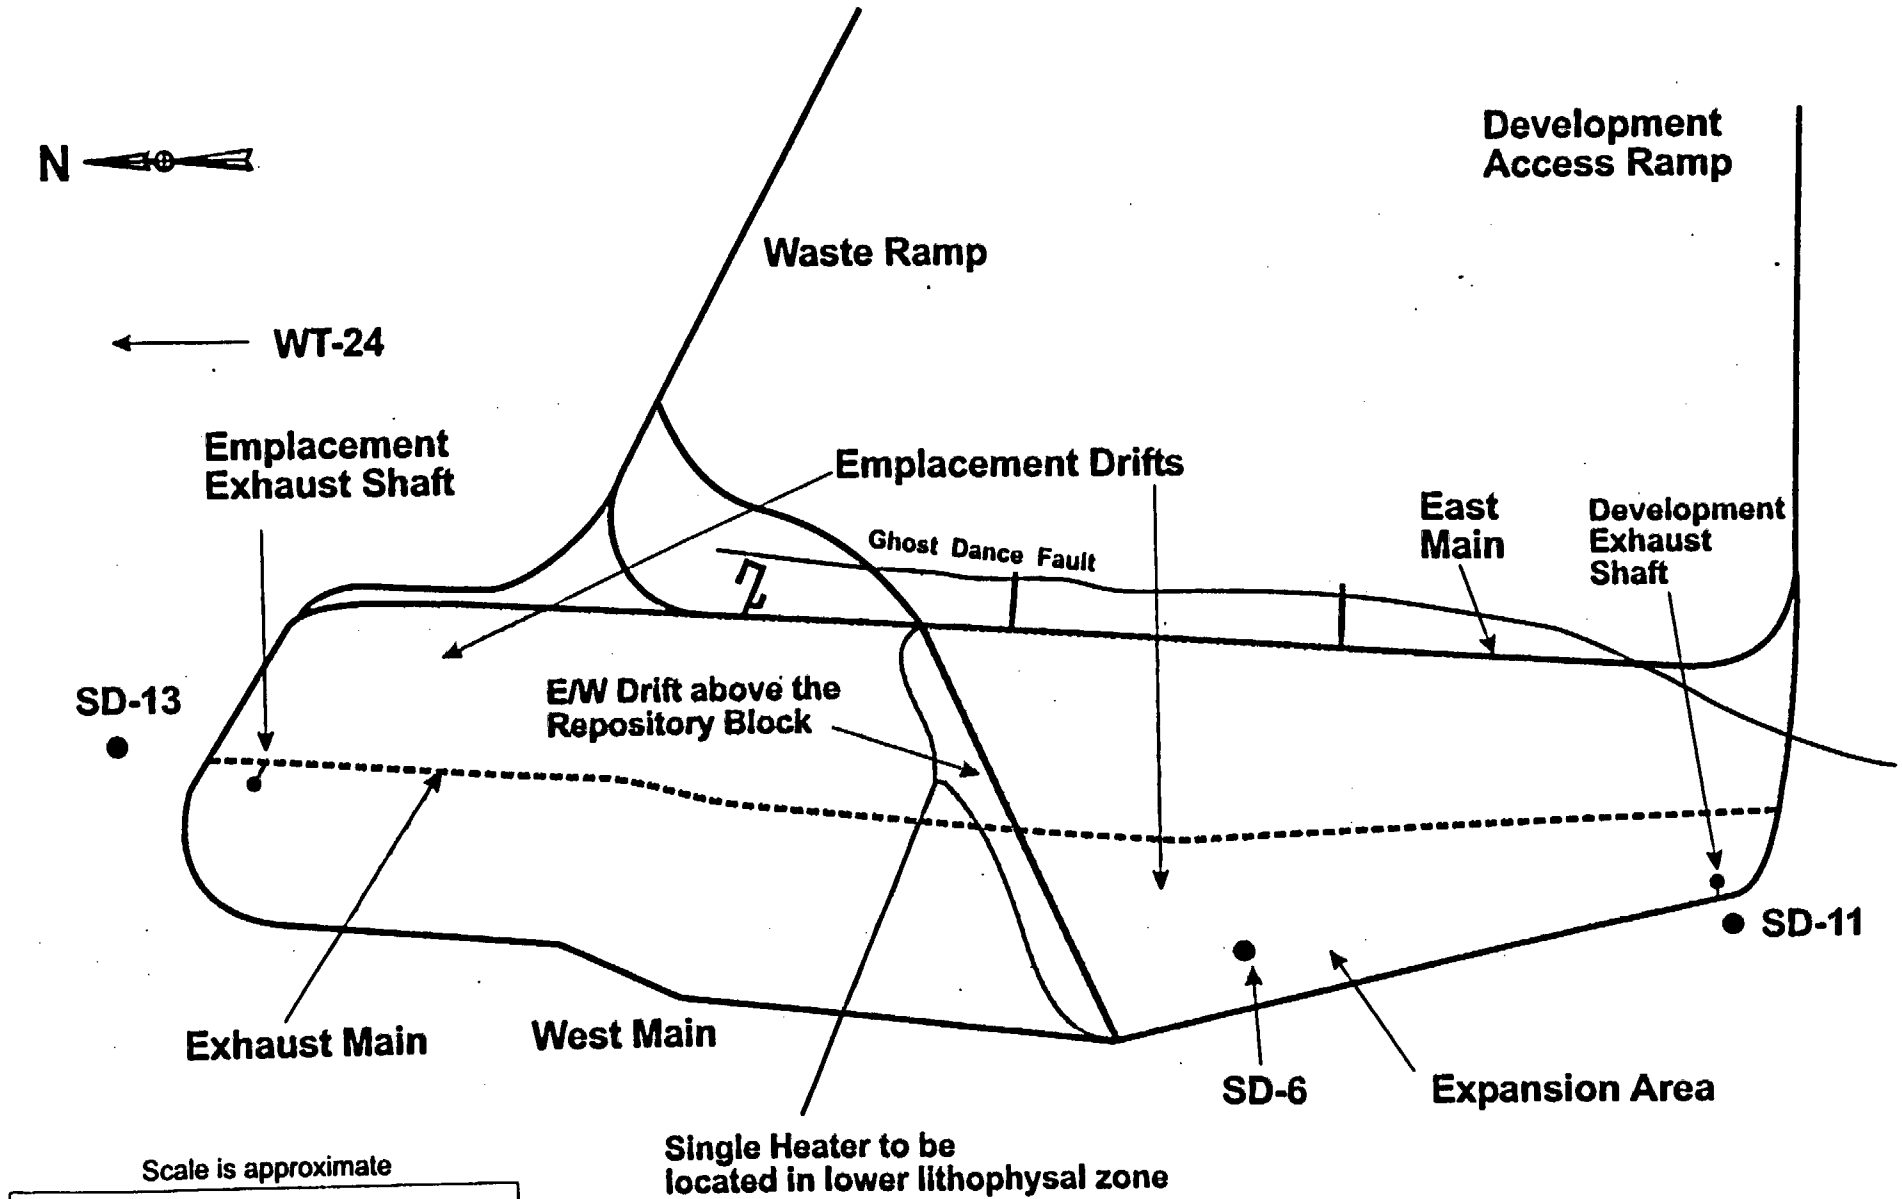 Development
Access Ramp
N
Waste Ramp
WT-24
Emplacement
Exhaust Shaft
Emplacement Drifts
East
Main
Development
Exhaust
Shaft
Ghost Dance Fault
SD-13
E/W Drift above the
Repository Block
SD-11
Exhaust Main
West Main
SD-6
Expansion Area
Single Heater to be
located in lower lithophysal zone
Scale is approximate